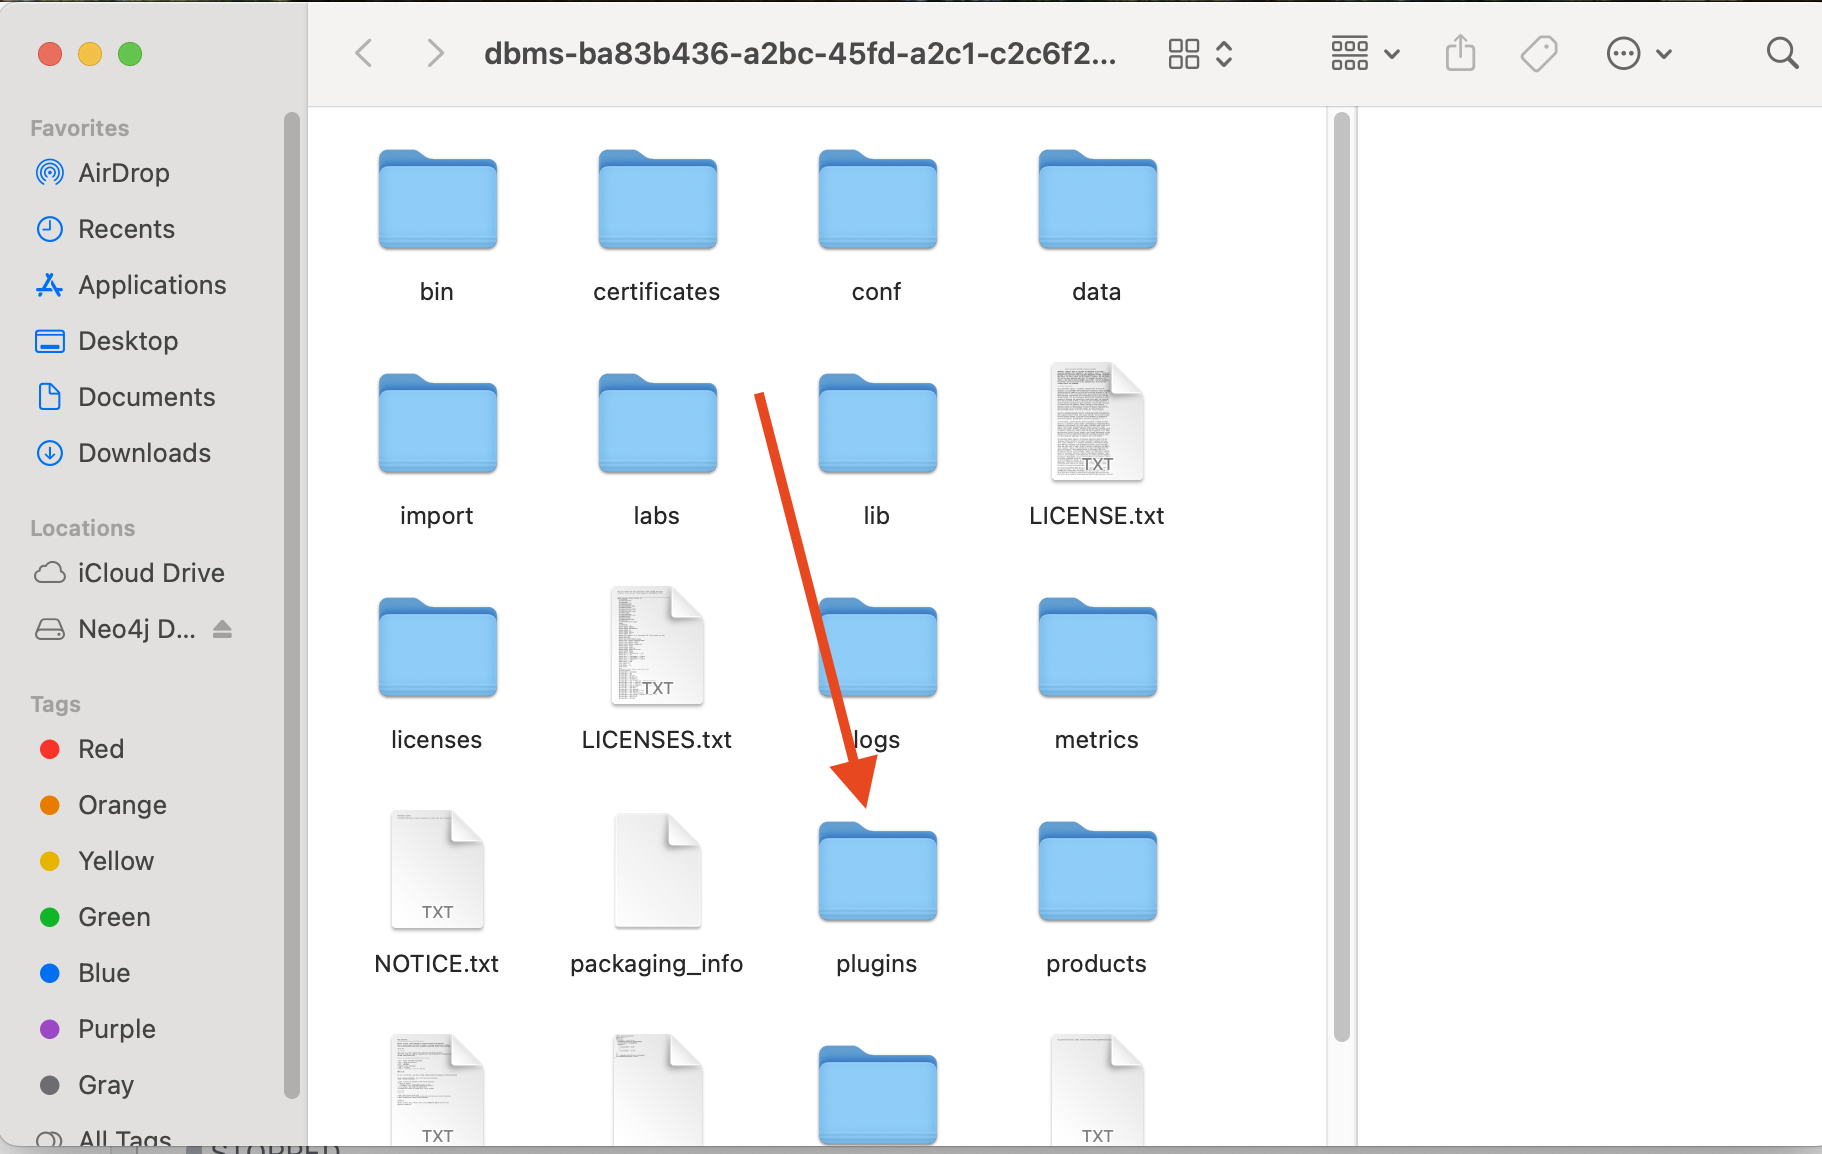 dbms-ba83b436-a2bc-45fd-a2c1-c2c6f2...
Favorites
AirDrop
Recents
Applications
Desktop
Documents
Downloads
Locations
iCloud Drive
Neo4j D...
Tags
Red
Orange
Yellow
Green
Blue
Purple
Gray
All Tags
bin certificates conf data
TXT
import labs lib LICENSE.txt
TXT
licenses LICENSES.txt logs metrics
TXT
NOTICE.txt packaging_info plugins products
TXT TXT
STOPPED